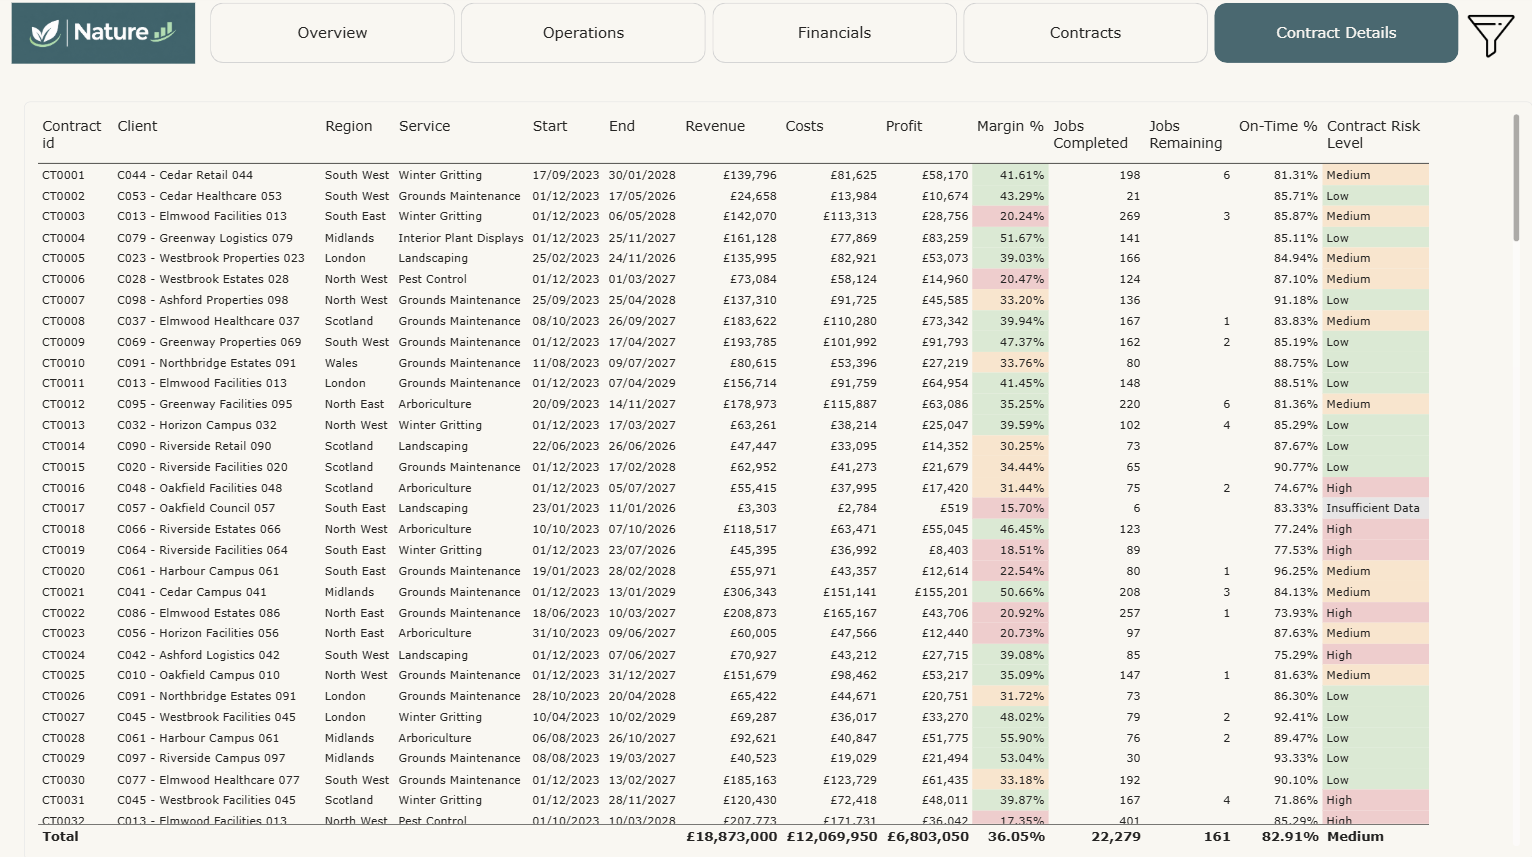 Nature
Overview Operations Financials Contracts Contract Details
Contract id Client Region Service Start End Revenue Costs Profit Margin % Jobs Completed Jobs Remaining On-Time % Contract Risk Level
CT0001 C044 - Cedar Retail 044 South West Winter Gritting 17/09/2023 30/01/2028 £139,796 £81,625 £58,170 41.61% 198 6 81.31% Medium
CT0002 C053 - Cedar Healthcare 053 South West Grounds Maintenance 01/12/2023 17/05/2026 £24,658 £13,984 £10,674 43.29% 21 85.71% Low
CT0003 C013 - Elmwood Facilities 013 South East Winter Gritting 01/12/2023 06/05/2028 £142,070 £113,313 £28,756 20.24% 269 3 85.87% Medium
CT0004 C079 - Greenway Logistics 079 Midlands Interior Plant Displays 01/12/2023 25/11/2027 £161,128 £77,869 £83,259 51.67% 141 85.11% Low
CT0005 C023 - Westbrook Properties 023 London Landscaping 25/02/2023 24/11/2026 £135,995 £82,921 £53,073 39.03% 166 84.94% Medium
CT0006 C028 - Westbrook Estates 028 North West Pest Control 01/12/2023 01/03/2027 £73,084 £58,124 £14,960 20.47% 124 87.10% Medium
CT0007 C098 - Ashford Properties 098 North West Grounds Maintenance 25/09/2023 25/04/2028 £137,310 £91,725 £45,585 33.20% 136 91.18% Low
CT0008 C037 - Elmwood Healthcare 037 Scotland Grounds Maintenance 08/10/2023 26/09/2027 £183,622 £110,280 £73,342 39.94% 167 1 83.83% Medium
CT0009 C069 - Greenway Properties 069 South West Grounds Maintenance 01/12/2023 17/04/2027 £193,785 £101,992 £91,793 47.37% 162 2 85.19% Low
CT0010 C091 - Northbridge Estates 091 Wales Grounds Maintenance 11/08/2023 09/07/2027 £80,615 £53,396 £27,219 33.76% 80 88.75% Low
CT0011 C013 - Elmwood Facilities 013 London Grounds Maintenance 01/12/2023 07/04/2029 £156,714 £91,759 £64,954 41.45% 148 88.51% Low
CT0012 C095 - Greenway Facilities 095 North East Arboriculture 20/09/2023 14/11/2027 £178,973 £115,887 £63,086 35.25% 220 6 81.36% Medium
CT0013 C032 - Horizon Campus 032 North West Winter Gritting 01/12/2023 17/03/2027 £63,261 £38,214 £25,047 39.59% 102 4 85.29% Low
CT0014 C090 - Riverside Retail 090 Scotland Landscaping 22/06/2023 26/06/2026 £47,447 £33,095 £14,352 30.25% 73 87.67% Low
CT0015 C020 - Riverside Facilities 020 Scotland Grounds Maintenance 01/12/2023 17/02/2028 £62,952 £41,273 £21,679 34.44% 65 90.77% Low
CT0016 C048 - Oakfield Facilities 048 Scotland Arboriculture 01/12/2023 05/07/2027 £55,415 £37,995 £17,420 31.44% 75 2 74.67% High
CT0017 C057 - Oakfield Council 057 South East Landscaping 23/01/2023 11/01/2026 £3,303 £2,784 £519 15.70% 6 83.33% Insufficient Data
CT0018 C066 - Riverside Estates 066 North West Arboriculture 10/10/2023 07/10/2026 £118,517 £63,471 £55,045 46.45% 123 77.24% High
CT0019 C064 - Riverside Facilities 064 South East Winter Gritting 01/12/2023 23/07/2026 £45,395 £36,992 £8,403 18.51% 89 77.53% High
CT0020 C061 - Harbour Campus 061 South East Grounds Maintenance 19/01/2023 28/02/2028 £55,971 £43,357 £12,614 22.54% 80 1 96.25% Medium
CT0021 C041 - Cedar Campus 041 Midlands Grounds Maintenance 01/12/2023 13/01/2029 £306,343 £151,141 £155,201 50.66% 208 3 84.13% Medium
CT0022 C086 - Elmwood Estates 086 North East Grounds Maintenance 18/06/2023 10/03/2027 £208,873 £165,167 £43,706 20.92% 257 1 73.93% High
CT0023 C056 - Horizon Facilities 056 North East Arboriculture 31/10/2023 09/06/2027 £60,005 £47,566 £12,440 20.73% 97 87.63% Medium
CT0024 C042 - Ashford Logistics 042 South West Landscaping 01/12/2023 07/06/2027 £70,927 £43,212 £27,715 39.08% 85 75.29% High
CT0025 C010 - Oakfield Campus 010 North West Grounds Maintenance 01/12/2023 31/12/2027 £151,679 £98,462 £53,217 35.09% 147 1 81.63% Medium
CT0026 C091 - Northbridge Estates 091 London Grounds Maintenance 28/10/2023 20/04/2028 £65,422 £44,671 £20,751 31.72% 73 86.30% Low
CT0027 C045 - Westbrook Facilities 045 London Winter Gritting 10/04/2023 10/02/2029 £69,287 £36,017 £33,270 48.02% 79 2 92.41% Low
CT0028 C061 - Harbour Campus 061 Midlands Arboriculture 06/08/2023 26/10/2027 £92,621 £40,847 £51,775 55.90% 76 2 89.47% Low
CT0029 C097 - Riverside Campus 097 Midlands Grounds Maintenance 08/08/2023 19/03/2027 £40,523 £19,029 £21,494 53.04% 30 93.33% Low
CT0030 C077 - Elmwood Healthcare 077 South West Grounds Maintenance 01/12/2023 13/02/2027 £185,163 £123,729 £61,435 33.18% 192 90.10% Low
CT0031 C045 - Westbrook Facilities 045 Scotland Winter Gritting 01/12/2023 28/11/2027 £120,430 £72,418 £48,011 39.87% 167 4 71.86% High
CT0032 C013 - Elmwood Facilities 013 North West Pest Control 01/10/2023 10/03/2028 £207,773 £171,731 £36,042 17.35% 401 85.29% High
Total £18,873,000 £12,069,950 £6,803,050 36.05% 22,279 161 82.91% Medium